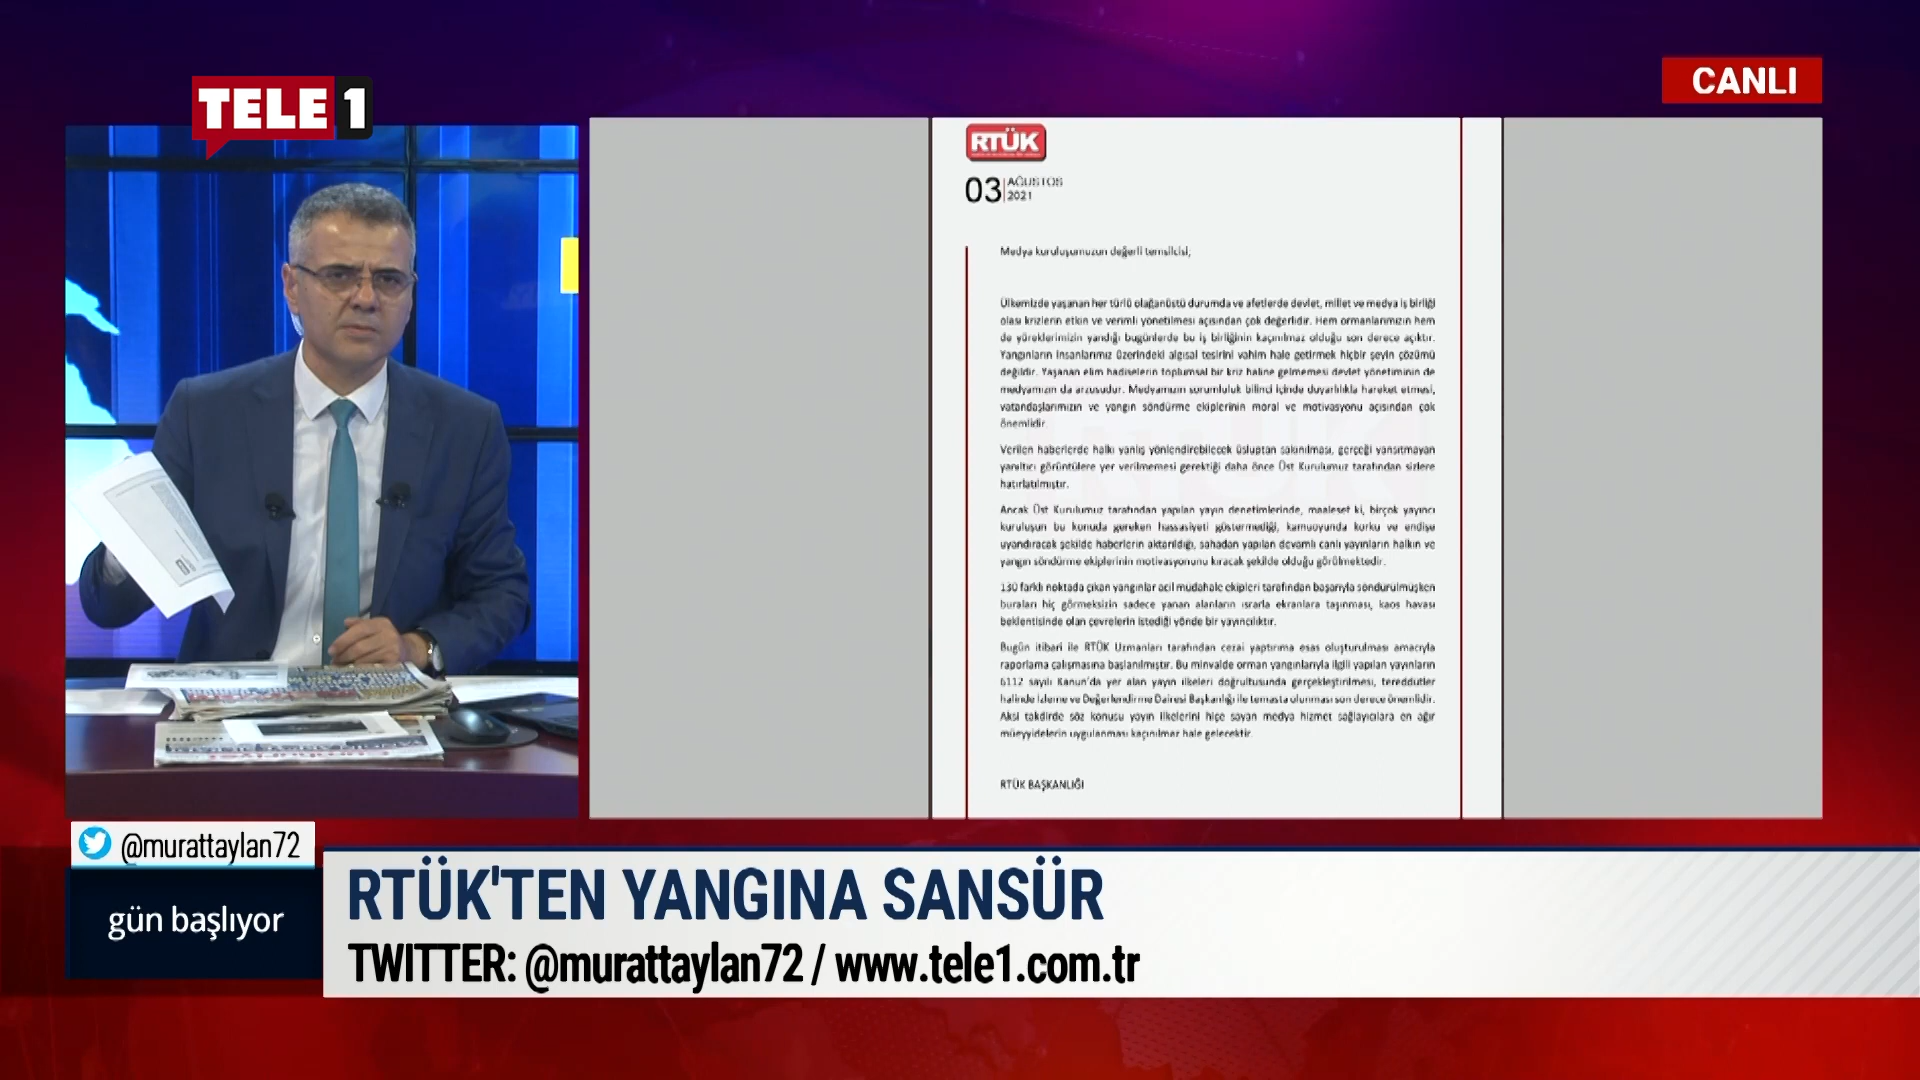 TELE 1
CANLI
RTÜK
03 AĞUSTOS
2021
Medya kuruluşumuzun değerli temsilcisi,
Ülkemizde yaşanan her türlü olağanüstü durumda ve afetlerde devlet, millet ve medya iş birliği
olası krizlerin etkin ve verimli yönetilmesi açısından çok değerlidir. Hem ormanlarımızın hem
de yüreklerimizin yandığı bugünlerde bu iş birliğinin kaçınılmaz olduğu son derece açıktır.
Yangınların insanlarımız üzerindeki algısal tesirini vahim hale getirmek hiçbir şeyin çözümü
değildir. Yaşanan elim hadiselerin toplumsal bir kriz haline gelmemesi devlet yönetiminin de
medyamızın da arzusudur. Medyamızın sorumluluk bilinci içinde duyarlılıkla hareket etmesi,
vatandaşlarımızın ve yangın söndürme ekiplerinin moral ve motivasyonu açısından çok
önemlidir.
Verilen haberlerde halkı yanlış yönlendirebilecek üsluptan sakınılması, gerçeği yansıtmayan
yanıltıcı görüntülere yer verilmemesi gerektiği daha önce Üst Kurulumuz tarafından sizlere
hatırlatılmıştır.
Ancak Üst Kurulumuz tarafından yapılan yayın denetimlerinde, maalesef ki, birçok yayıncı
kuruluşun bu konuda gereken hassasiyeti göstermediği, kamuoyunda korku ve endişe
uyandıracak şekilde haberlerin aktarıldığı, sahadan yapılan devamlı canlı yayınların halkın ve
yangın söndürme ekiplerinin motivasyonunu kıracak şekilde olduğu görülmektedir.
130 farklı noktada çıkan yangınlar acil müdahale ekipleri tarafından başarıyla söndürülmüşken
buraları hiç görmeksizin sadece yanan alanların ısrarla ekranlara taşınması, kaos havası
beklentisinde olan çevrelerin istediği yönde bir yayıncılıktır.
Bugün itibari ile RTÜK Uzmanları tarafından cezai yaptırıma esas oluşturulması amacıyla
raporlama çalışmasına başlanılmıştır. Bu minvalde orman yangınlarıyla ilgili yapılan yayınların
6112 sayılı Kanun'da yer alan yayın ilkeleri doğrultusunda gerçekleştirilmesi, tereddütler
halinde İzleme ve Değerlendirme Dairesi Başkanlığı ile temasta olunması son derece önemlidir.
Aksi takdirde söz konusu yayın ilkelerini hiçe sayan medya hizmet sağlayıcılara en ağır
müeyyidelerin uygulanması kaçınılmaz hale gelecektir.
RTÜK BAŞKANLIĞI
@murattaylan72
gün başlıyor
RTÜK'TEN YANGINA SANSÜR
TWITTER: @murattaylan72 / www.tele1.com.tr